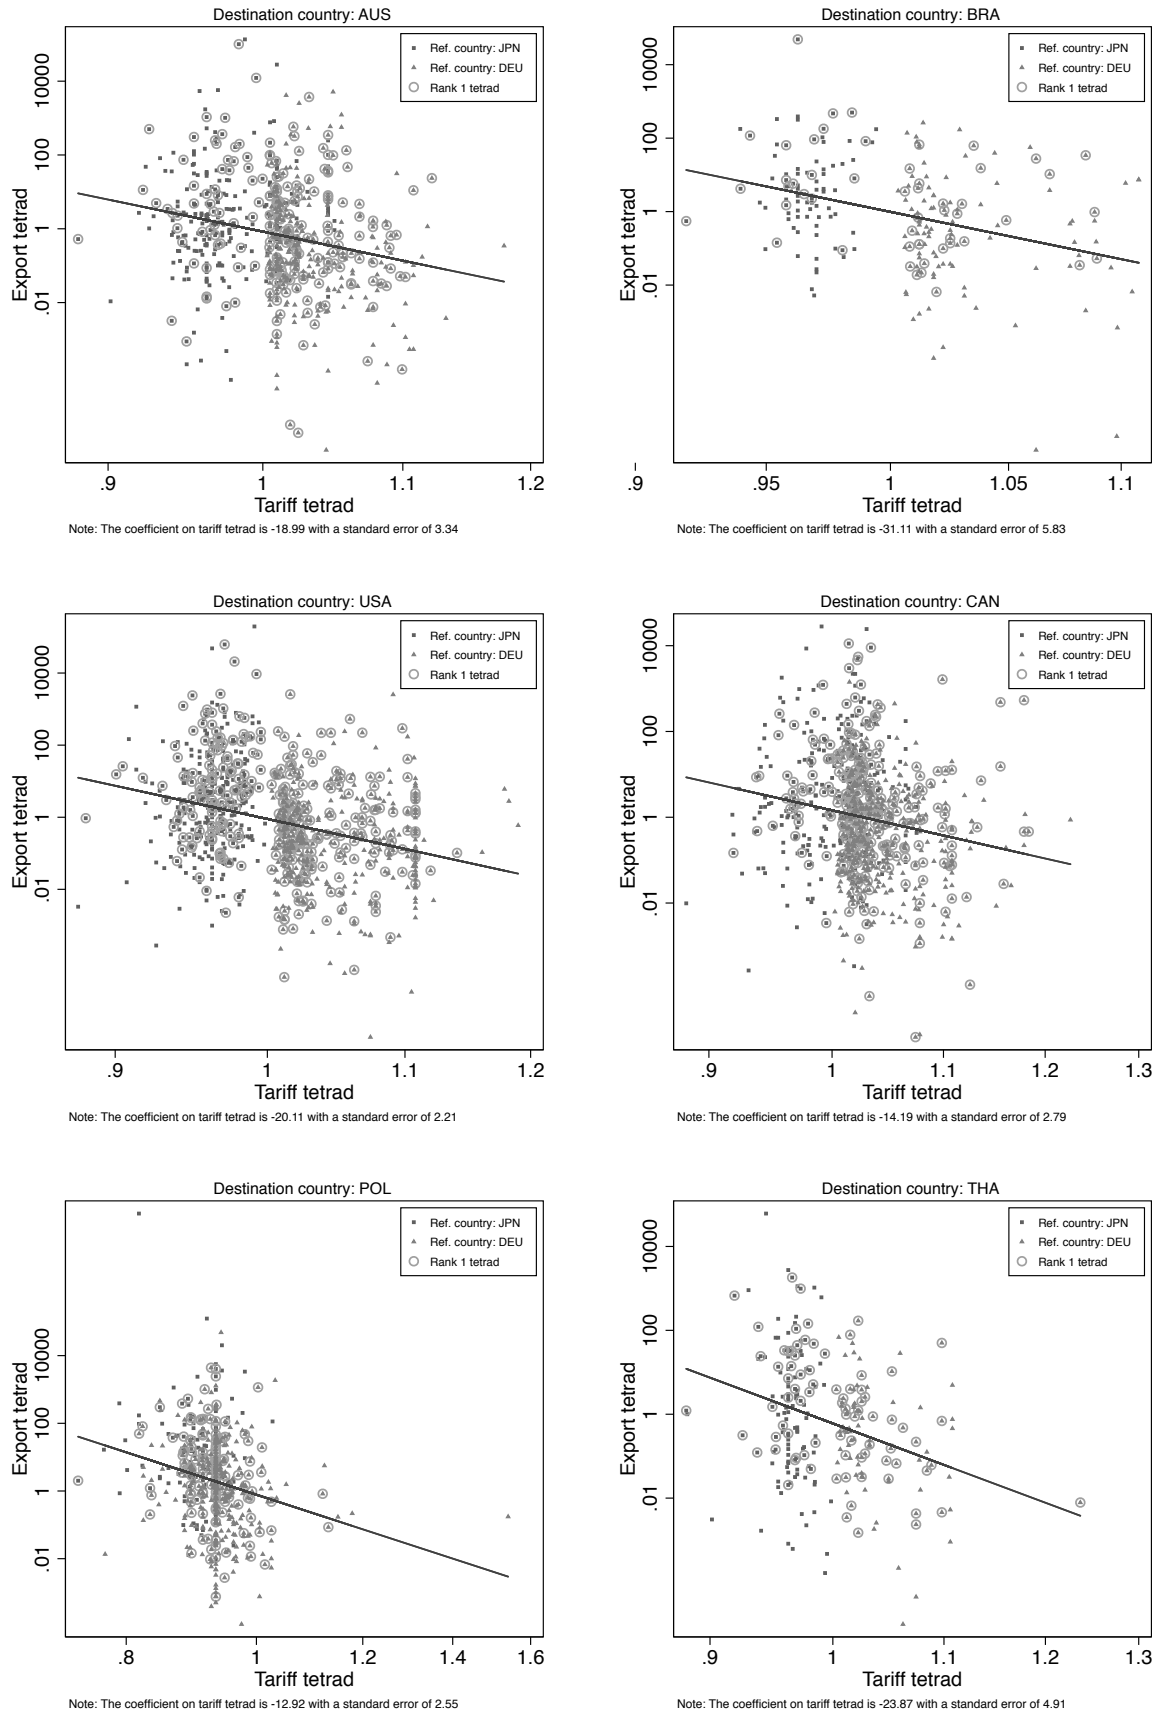 Destination country: AUS
Ref. country: JPN
Ref. country: DEU
Rank 1 tetrad
Export tetrad
10000
100
1
.01
.9 1 1.1 1.2
Tariff tetrad
Note: The coefficient on tariff tetrad is -18.99 with a standard error of 3.34
Destination country: BRA
Ref. country: JPN
Ref. country: DEU
Rank 1 tetrad
Export tetrad
10000
100
1
.01
.9 .95 1 1.05 1.1
Tariff tetrad
Note: The coefficient on tariff tetrad is -31.11 with a standard error of 5.83
Destination country: USA
Ref. country: JPN
Ref. country: DEU
Rank 1 tetrad
Export tetrad
10000
100
1
.01
.9 1 1.1 1.2
Tariff tetrad
Note: The coefficient on tariff tetrad is -20.11 with a standard error of 2.21
Destination country: CAN
Ref. country: JPN
Ref. country: DEU
Rank 1 tetrad
Export tetrad
10000
100
1
.01
.9 1 1.1 1.2 1.3
Tariff tetrad
Note: The coefficient on tariff tetrad is -14.19 with a standard error of 2.79
Destination country: POL
Ref. country: JPN
Ref. country: DEU
Rank 1 tetrad
Export tetrad
10000
100
1
.01
.8 1 1.2 1.4 1.6
Tariff tetrad
Note: The coefficient on tariff tetrad is -12.92 with a standard error of 2.55
Destination country: THA
Ref. country: JPN
Ref. country: DEU
Rank 1 tetrad
Export tetrad
10000
100
1
.01
.9 1 1.1 1.2 1.3
Tariff tetrad
Note: The coefficient on tariff tetrad is -23.87 with a standard error of 4.91